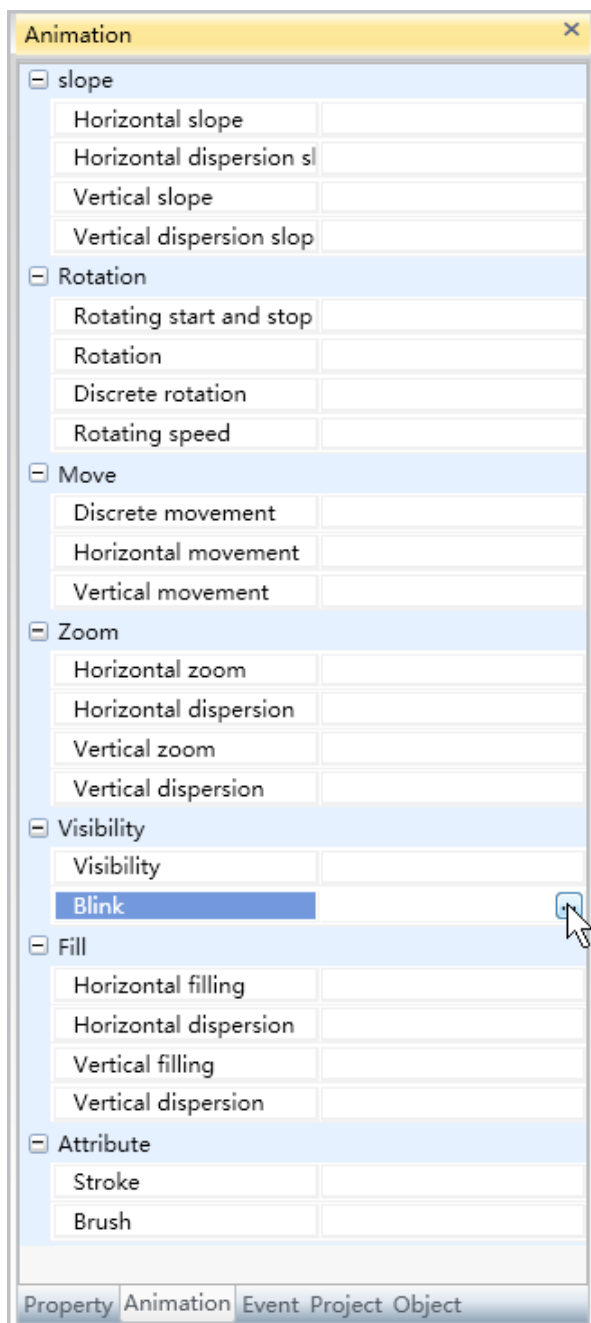 Animation
slope
Horizontal slope
Horizontal dispersion sl
Vertical slope
Vertical dispersion slop
Rotation
Rotating start and stop
Rotation
Discrete rotation
Rotating speed
Move
Discrete movement
Horizontal movement
Vertical movement
Zoom
Horizontal zoom
Horizontal dispersion
Vertical zoom
Vertical dispersion
Visibility
Visibility
Blink
Fill
Horizontal filling
Horizontal dispersion
Vertical filling
Vertical dispersion
Attribute
Stroke
Brush
Property Animation Event Project Object